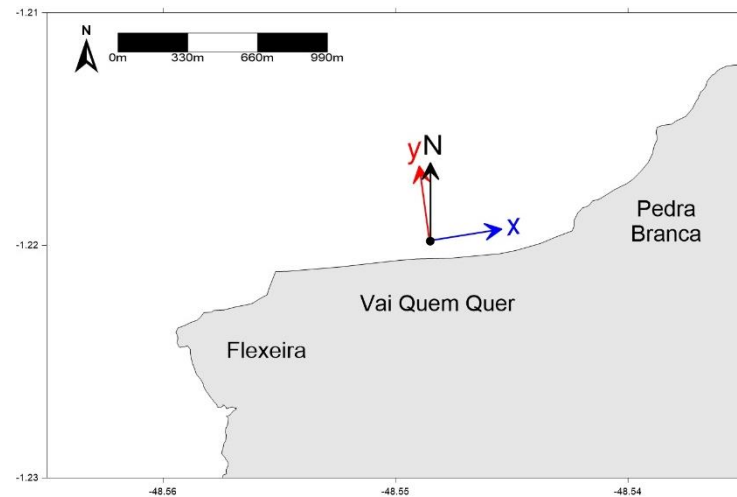 -1.21
N
0m 330m 660m 990m
y N
x
Pedra
Branca
-1.22
Vai Quem Quer
Flexeira
-1.23
-48.56 -48.55 -48.54